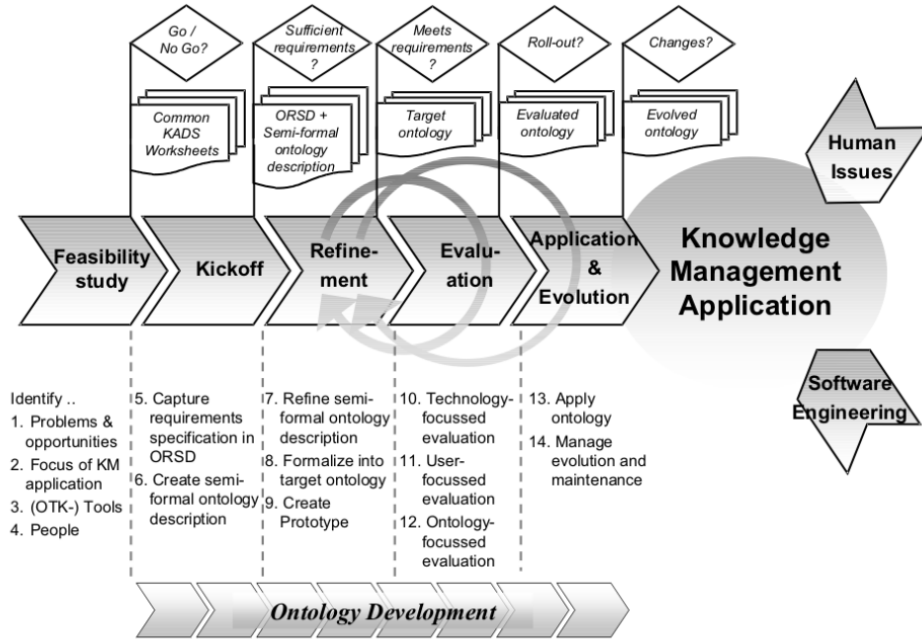 Go /
No Go?
Sufficient
requirements
?
Meets
requirements?
?
Roll-out?
Changes?
Common
KADS
Worksheets
ORSD +
Semi-formal
ontology
description
Target
ontology
Evaluated
ontology
Evolved
ontology
Human
Issues
Feasibility
study
Kickoff
Refine-
ment
Evalu-
ation
Application
&
Evolution
Knowledge
Management
Application
Software
Engineering
Identify ..
1. Problems &
opportunities
2. Focus of KM
application
3. (OTK-) Tools
4. People
5. Capture
requirements
specification in
ORSD
6. Create semi-
formal ontology
description
7. Refine semi-
formal ontology
description
8. Formalize into
target ontology
9. Create
Prototype
10. Technology-
focussed
evaluation
11. User-
focussed
evaluation
12. Ontology-
focussed
evaluation
13. Apply
ontology
14. Manage
evolution and
maintenance
Ontology Development